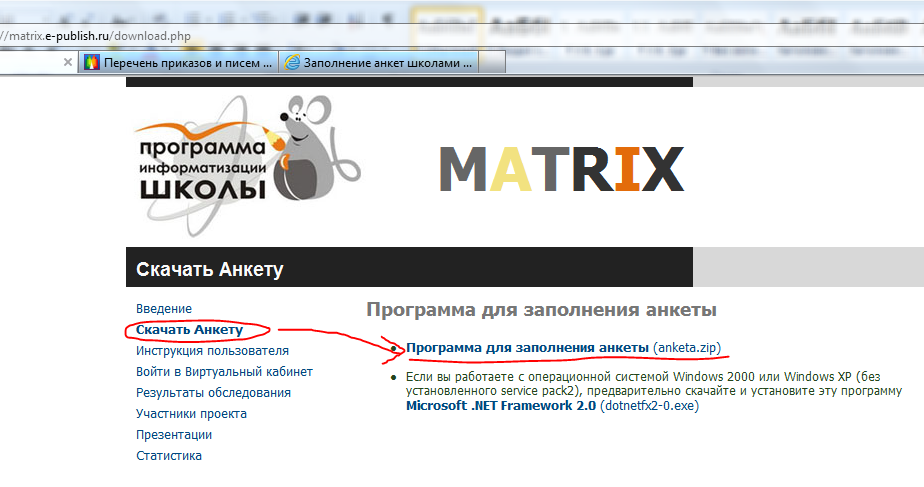 //matrix.e-publish.ru/download.php
Перечень приказов и писем ...
Заполнение анкет школами ...
программа
информатизации
ШКОЛЫ
MATRIX
Скачать Анкету
Введение
Скачать Анкету
Инструкция пользователя
Войти в Виртуальный кабинет
Результаты обследования
Участники проекта
Презентации
Статистика
Программа для заполнения анкеты
Программа для заполнения анкеты (anketa.zip)
Если вы работаете с операционной системой Windows 2000 или Windows XP (без
установленного service pack2), предварительно скачайте и установите эту программу
Microsoft .NET Framework 2.0 (dotnetfx2-0.exe)